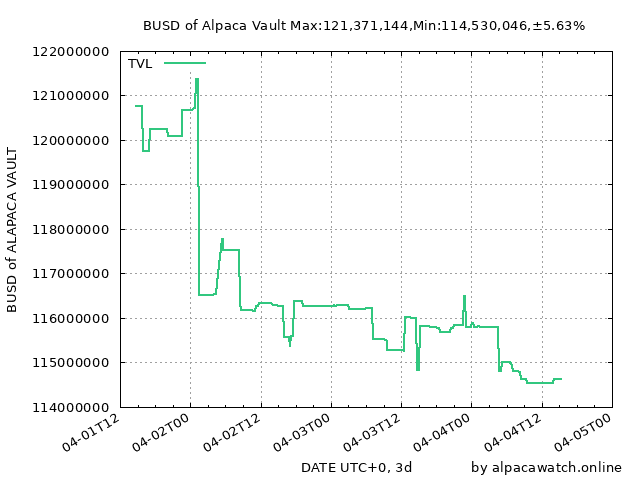 BUSD of Alpaca Vault Max:121,371,144,Min:114,530,046,±5.63%
TVL
122000000
121000000
120000000
119000000
118000000
117000000
116000000
115000000
114000000
BUSD of ALAPACA VAULT
04-01T12
04-02T00
04-02T12
04-03T00
04-03T12
04-04T00
04-04T12
04-05T00
DATE UTC+0, 3d
by alpacawatch.online